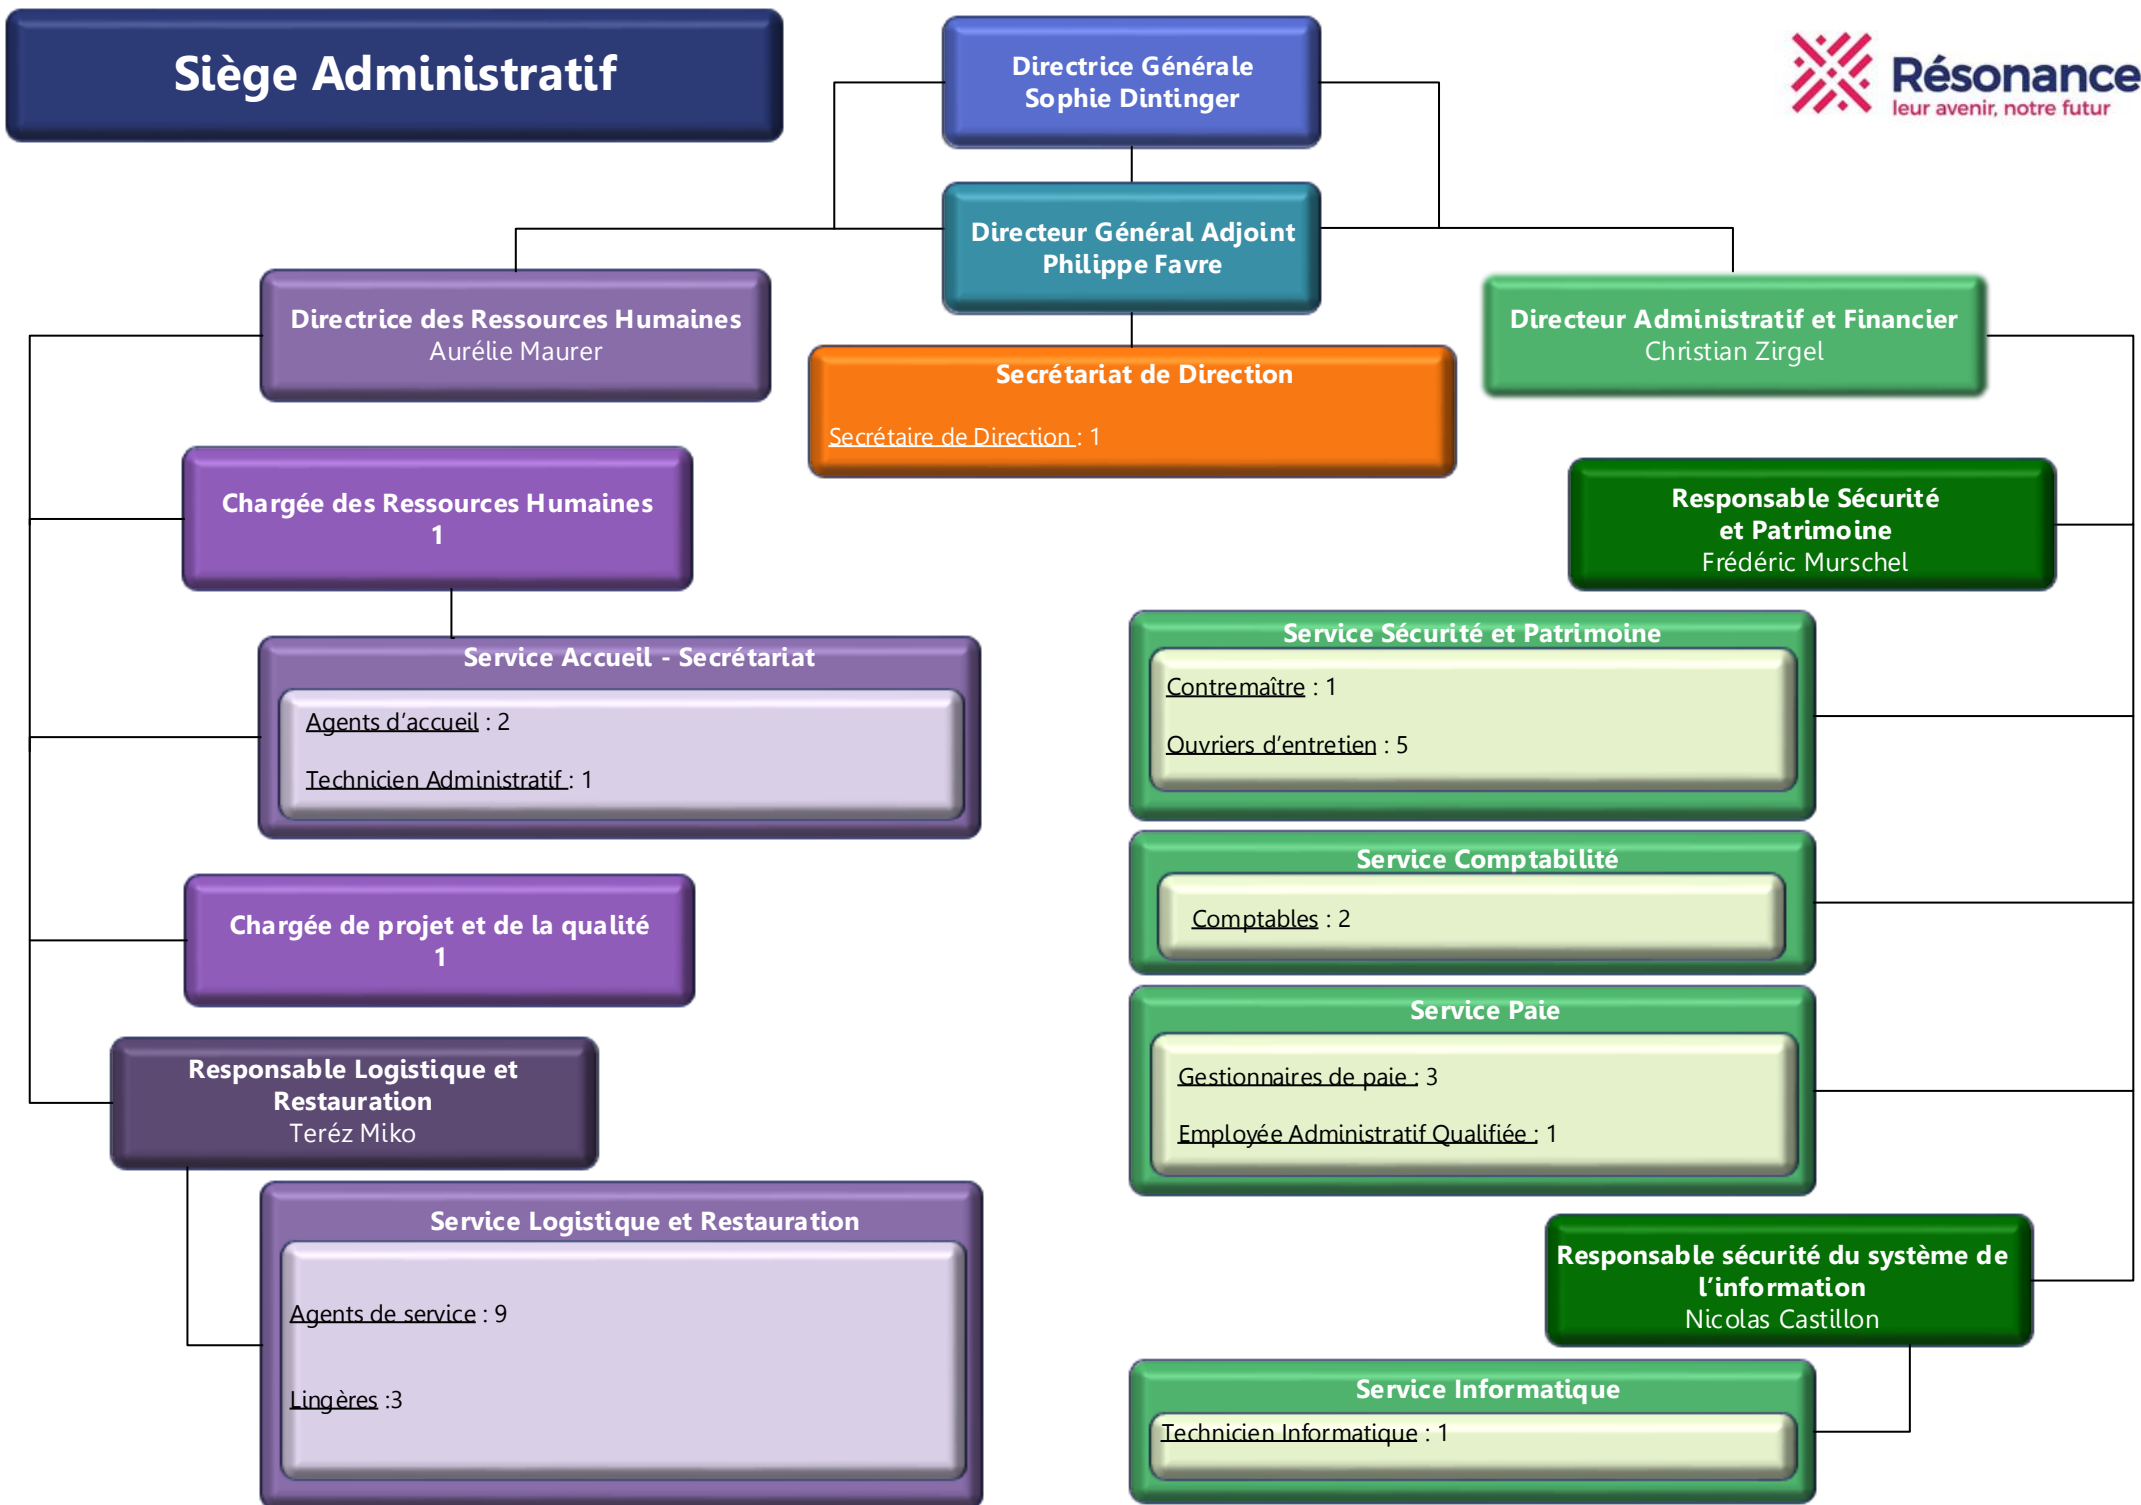 Siège Administratif
Directrice Générale
Sophie Dintinger
Résonance
leur avenir, notre futur
Directeur Général Adjoint
Philippe Favre
Directrice des Ressources Humaines
Aurélie Maurer
Directeur Administratif et Financier
Christian Zirgel
Secrétariat de Direction
Secrétaire de Direction : 1
Chargée des Ressources Humaines
1
Responsable Sécurité
et Patrimoine
Frédéric Murschel
Service Accueil - Secrétariat
Agents d’accueil : 2
Technicien Administratif : 1
Service Sécurité et Patrimoine
Contremaître : 1
Ouvriers d’entretien : 5
Chargée de projet et de la qualité
1
Service Comptabilité
Comptables : 2
Service Paie
Gestionnaires de paie : 3
Employée Administratif Qualifiée : 1
Responsable Logistique et
Restauration
Teréz Miko
Service Logistique et Restauration
Agents de service : 9
Lingères :3
Responsable sécurité du système de
l’information
Nicolas Castillon
Service Informatique
Technicien Informatique : 1